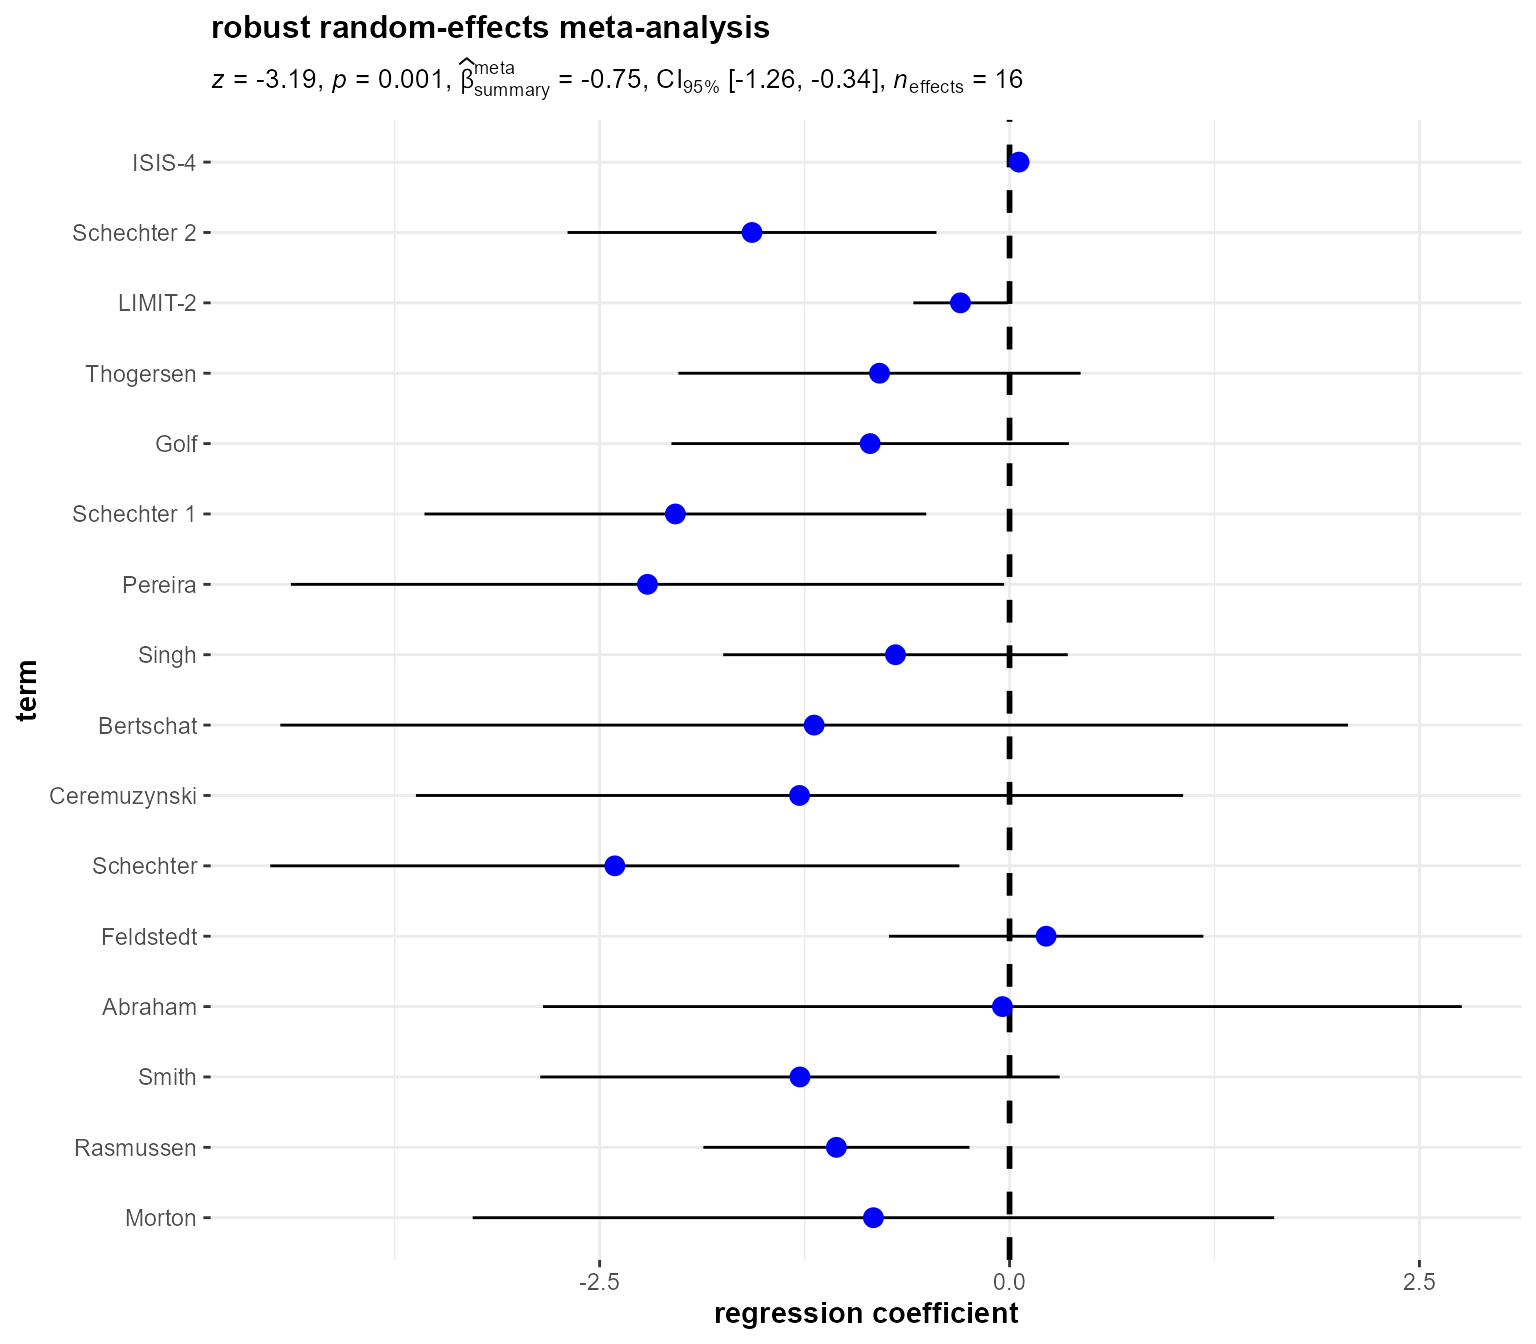 robust random-effects meta-analysis
z = -3.19, p = 0.001, β̂ meta summary = -0.75, CI95% [-1.26, -0.34], neffects = 16
ISIS-4
Schechter 2
LIMIT-2
Thogersen
Golf
Schechter 1
Pereira
Singh
Bertschat
Ceremuzynski
Schechter
Feldstedt
Abraham
Smith
Rasmussen
Morton
term
-2.5 0.0 2.5
regression coefficient